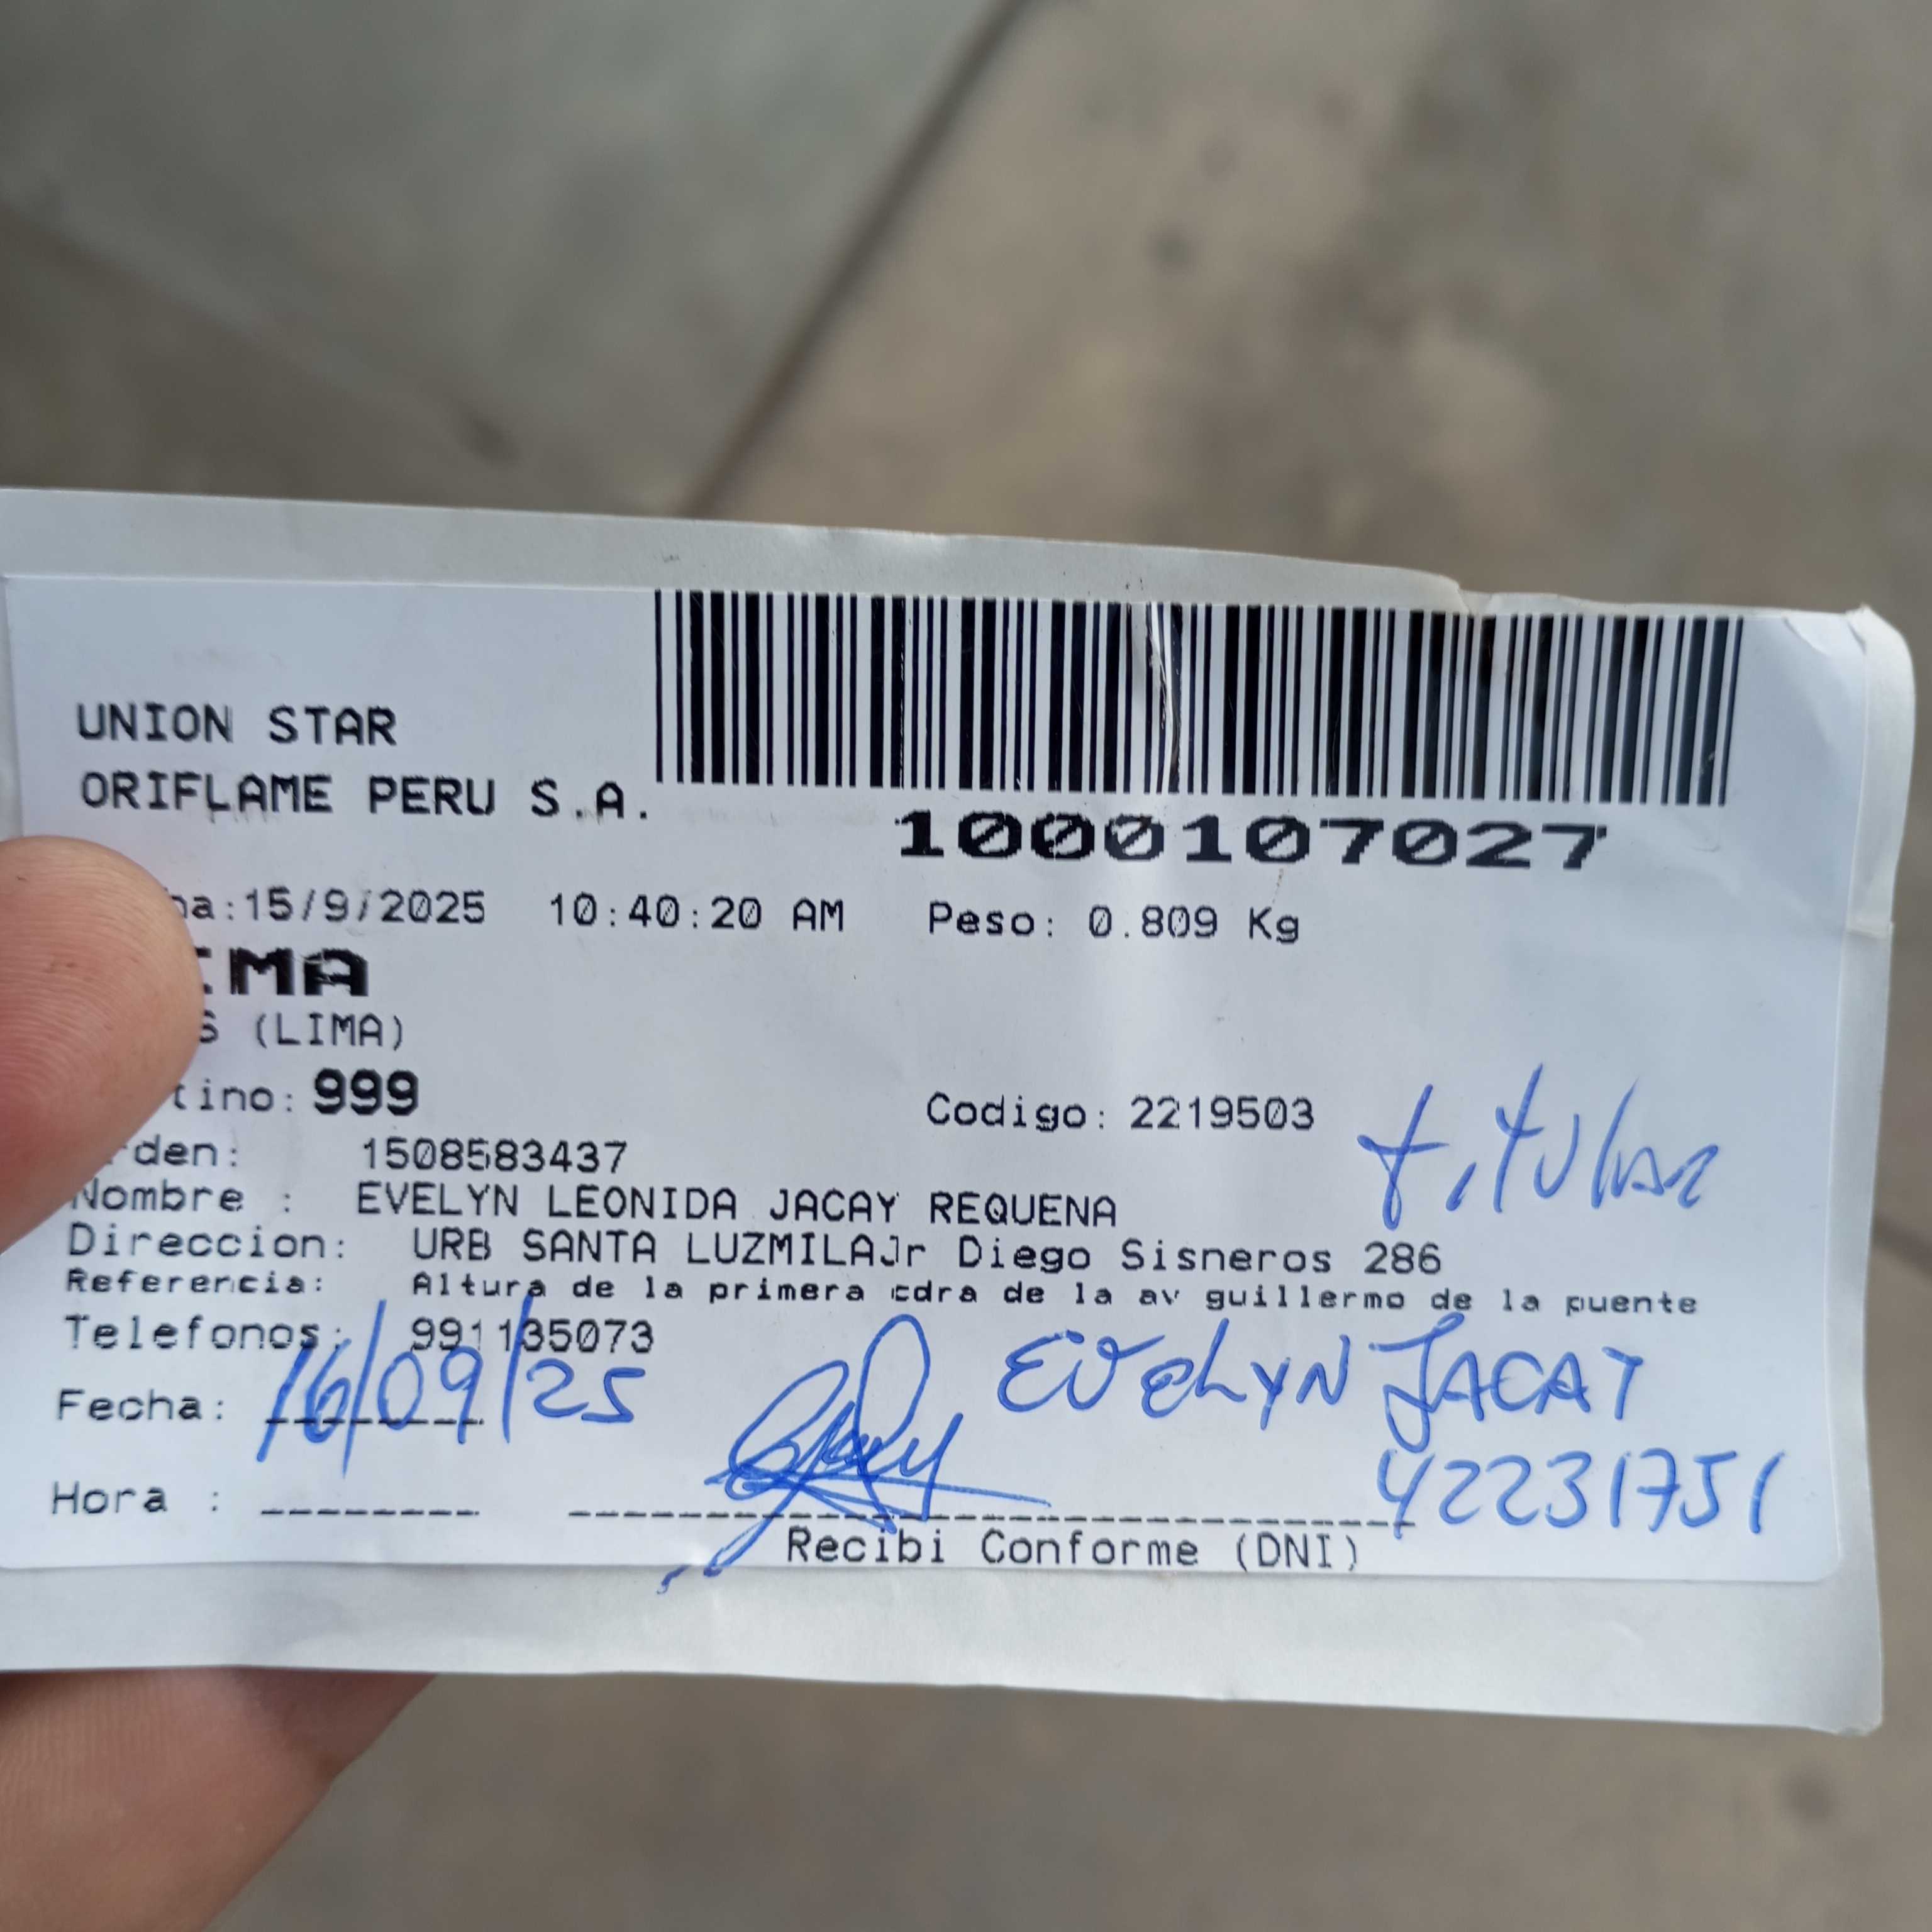 UNION STAR
ORIFLAME PERU S.A.
1000107027
15/9/2025 10:40:20 AM Peso: 0.809 Kg
(LIMA)
999 Codigo: 2219503
titular
1508583437
Nombre : EVELYN LEONIDA JACAY REQUENA
Direccion: URB SANTA LUZMILAJr Diego Sisneros 286
Referencia: Altura de la primera cdra de la av guillermo de la puente
Telefonos: 991135073
EVELYN JACAY
Fecha: 16/09/25
42231751
Hora :
Recibi Conforme (DNI)